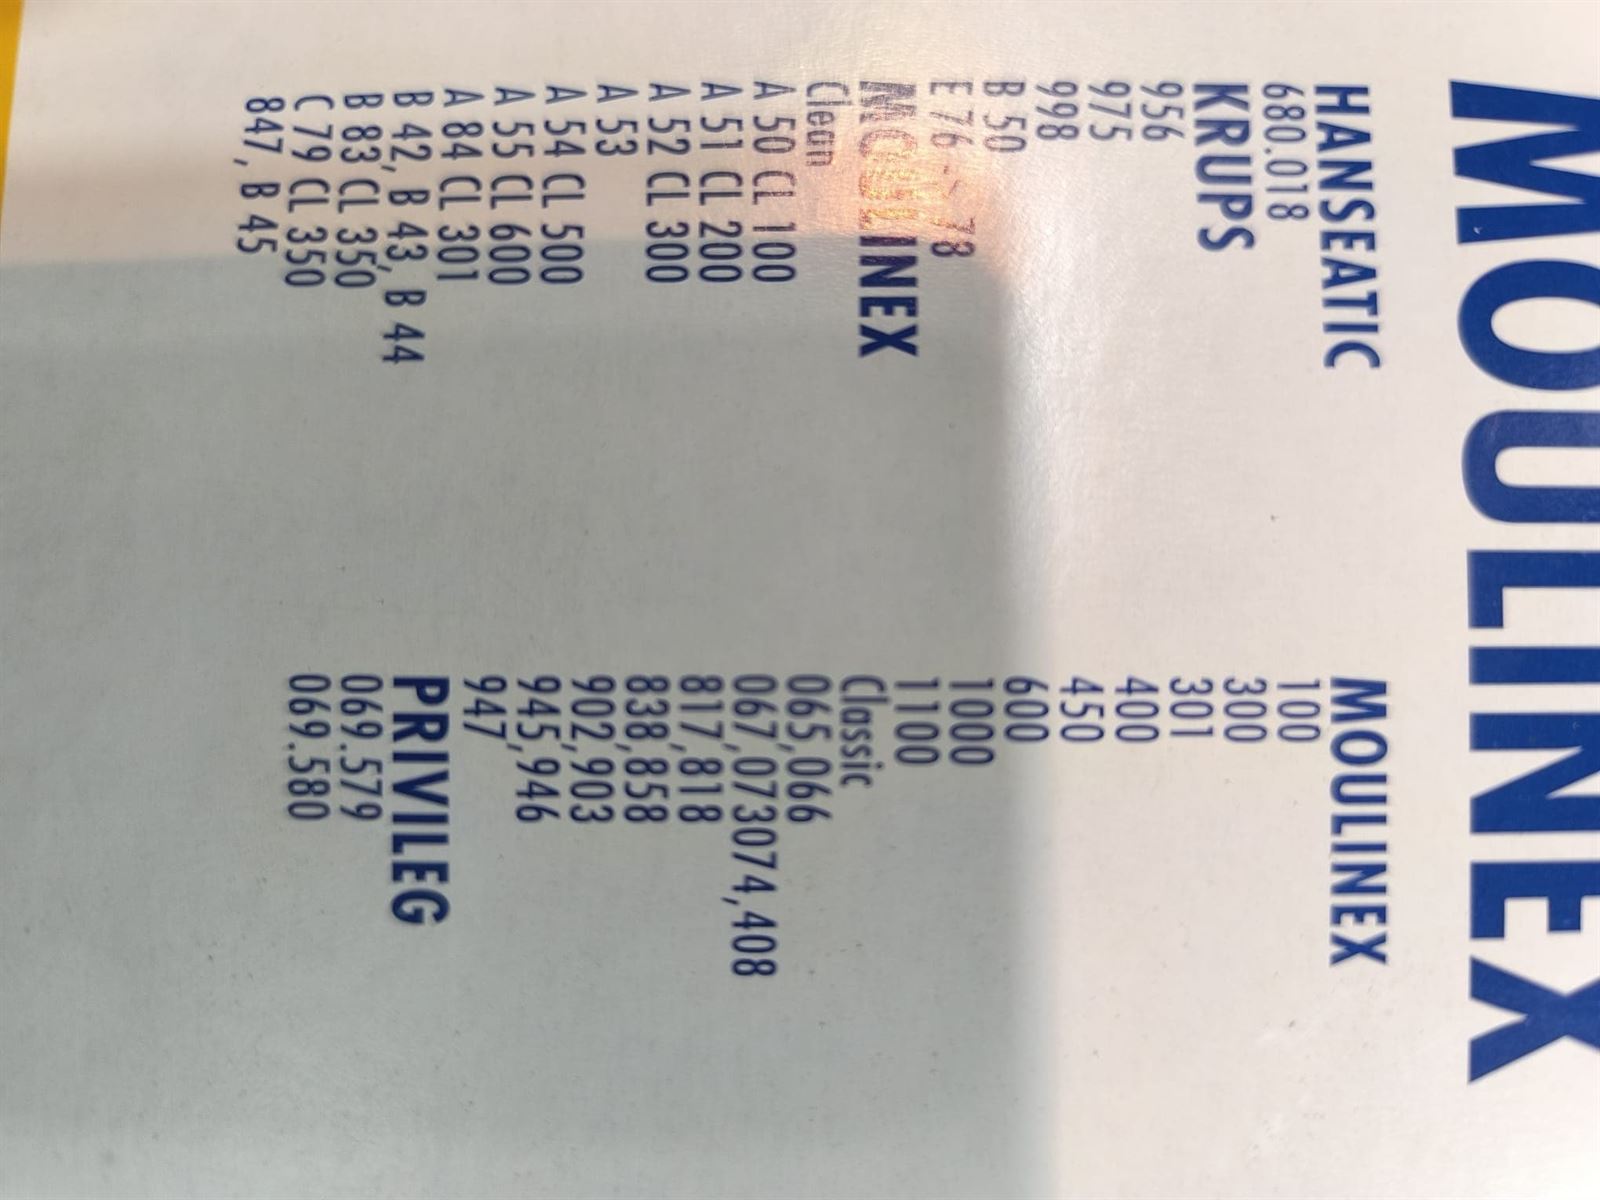 MOULINEX
HANSEATIC
680.018
KRUPS
956
975
998
B 50
E 76 - 78
MOULINEX
Clean
A 50 CL 100
A 51 CL 200
A 52 CL 300
A 53
A 54 CL 500
A 55 CL 600
A 84 CL 301
B 42, B 43, B 44
B 83 CL 350,
C 79 CL 350
847, B 45
MOULINEX
100
300
301
400
450
600
1000
1100
Classic
065,066
067,073074,408
817,818
838,858
902,903
945,946
947
PRIVILEG
069.579
069.580